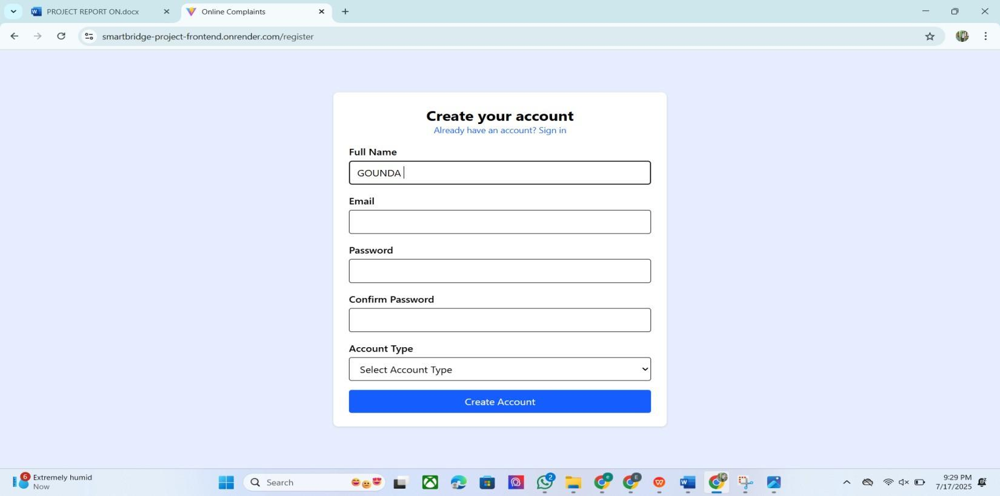 PROJECT REPORT ON.docx
Online Complaints
smartbridge-project-frontend.onrender.com/register
Create your account
Already have an account? Sign in
Full Name
GOUNDA
Email
Password
Confirm Password
Account Type
Select Account Type
Create Account
6
Extremely humid
Now
Search
2
e
E
9:29 PM
7/17/2025